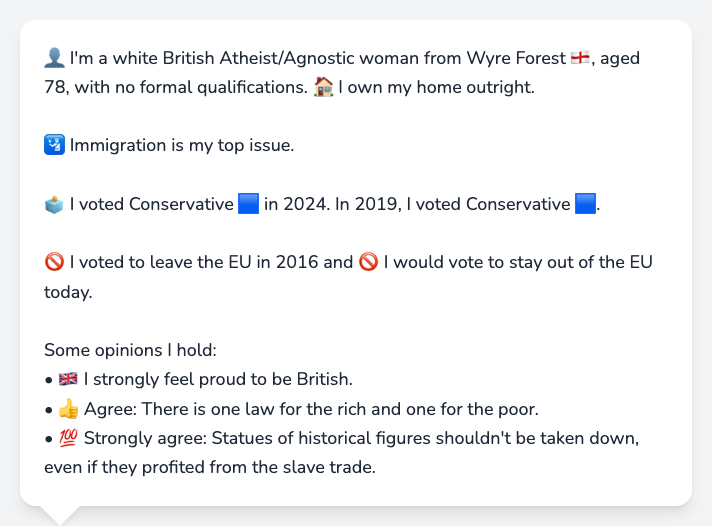 👤 I'm a white British Atheist/Agnostic woman from Wyre Forest 🏴󠁧󠁢󠁥󠁮󠁧󠁿, aged
78, with no formal qualifications. 🏠 I own my home outright.
🛂 Immigration is my top issue.
🗳️ I voted Conservative 🟦 in 2024. In 2019, I voted Conservative 🟦.
🚫 I voted to leave the EU in 2016 and 🚫 I would vote to stay out of the EU
today.
Some opinions I hold:
• 🇬🇧 I strongly feel proud to be British.
• 👍 Agree: There is one law for the rich and one for the poor.
• 💯 Strongly agree: Statues of historical figures shouldn't be taken down,
even if they profited from the slave trade.